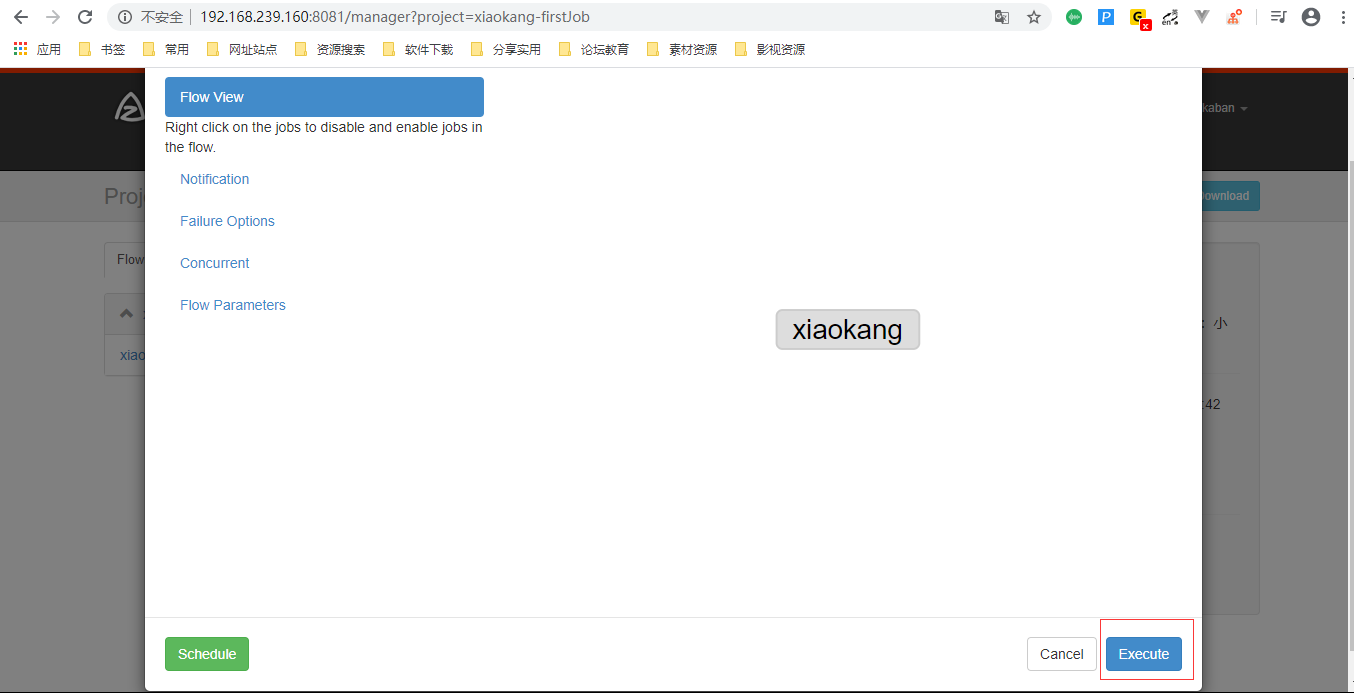 不安全 192.168.239.160:8081/manager?project=xiaokang-firstJob
应用 书签 常用 网址站点 资源搜索 软件下载 分享实用 论坛教育 素材资源 影视资源
Flow View
kaban
Right click on the jobs to disable and enable jobs in
the flow.
Notification
Proj
ownload
Failure Options
Flow
Concurrent
Flow Parameters
: 小
xiaokang
xiao
:42
Schedule
Cancel
Execute